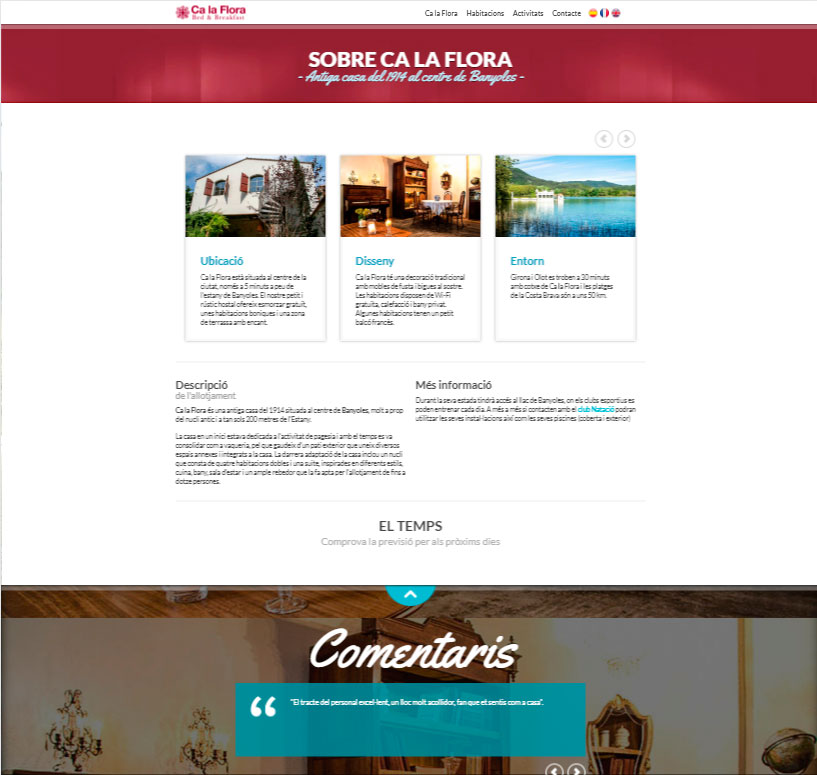 Ca la Flora
Bed & Breakfast
Ca la Flora Habitacions Activitats Contacte
SOBRE CA LA FLORA
- Antiga casa del 1914 al centre de Banyoles -
Ubicació
Ca la Flora està situada al centre de la
ciutat, només a 5 minuts a peu de
l'estany de Banyoles. El nostre petit i
rústic hostal ofereix esmorzar gratuït,
unes habitacions boniques i una zona
de terrassa amb encant.
Disseny
Ca la Flora té una decoració tradicional
amb mobles de fusta i bigues al sostre.
Les habitacions disposen de Wi-Fi
gratuïta, calefacció i bany privat.
Algunes habitacions tenen un petit
balcó francès.
Entorn
Girona i Olot es troben a 30 minuts
amb cotxe de Ca la Flora i les platges
de la Costa Brava són a uns 50 km.
Descripció
de l'allotjament
Ca la Flora és una antiga casa del 1914 situada al centre de Banyoles, molt a prop
del nucli antic i a tan sols 200 metres de l'Estany.
La casa en un inici estava dedicada a l'activitat de pagesia i amb el temps es va
consolidar com a vaqueria, pel que gaudeix d'un pati exterior que uneix diversos
espais annexes i integrats a la casa. La darrera adaptació de la casa inclou un nucli
que consta de quatre habitacions dobles i una suite, inspirades en diferents estils,
cuina, bany, sala d'estar i un ample rebedor que la fa apta per l'allotjament de fins a
dotze persones.
Més informació
Durant la seva estada tindrà accés al llac de Banyoles, on els clubs esportius es
poden entrenar cada dia. A més a més si contacten amb el club Natació podran
utilitzar les seves instal·lacions així com les seves piscines (coberta i exterior)
EL TEMPS
Comprova la previsió per als pròxims dies
Comentaris
“ "El tracte del personal excel·lent, un lloc molt acollidor, fan que et sentis com a casa".